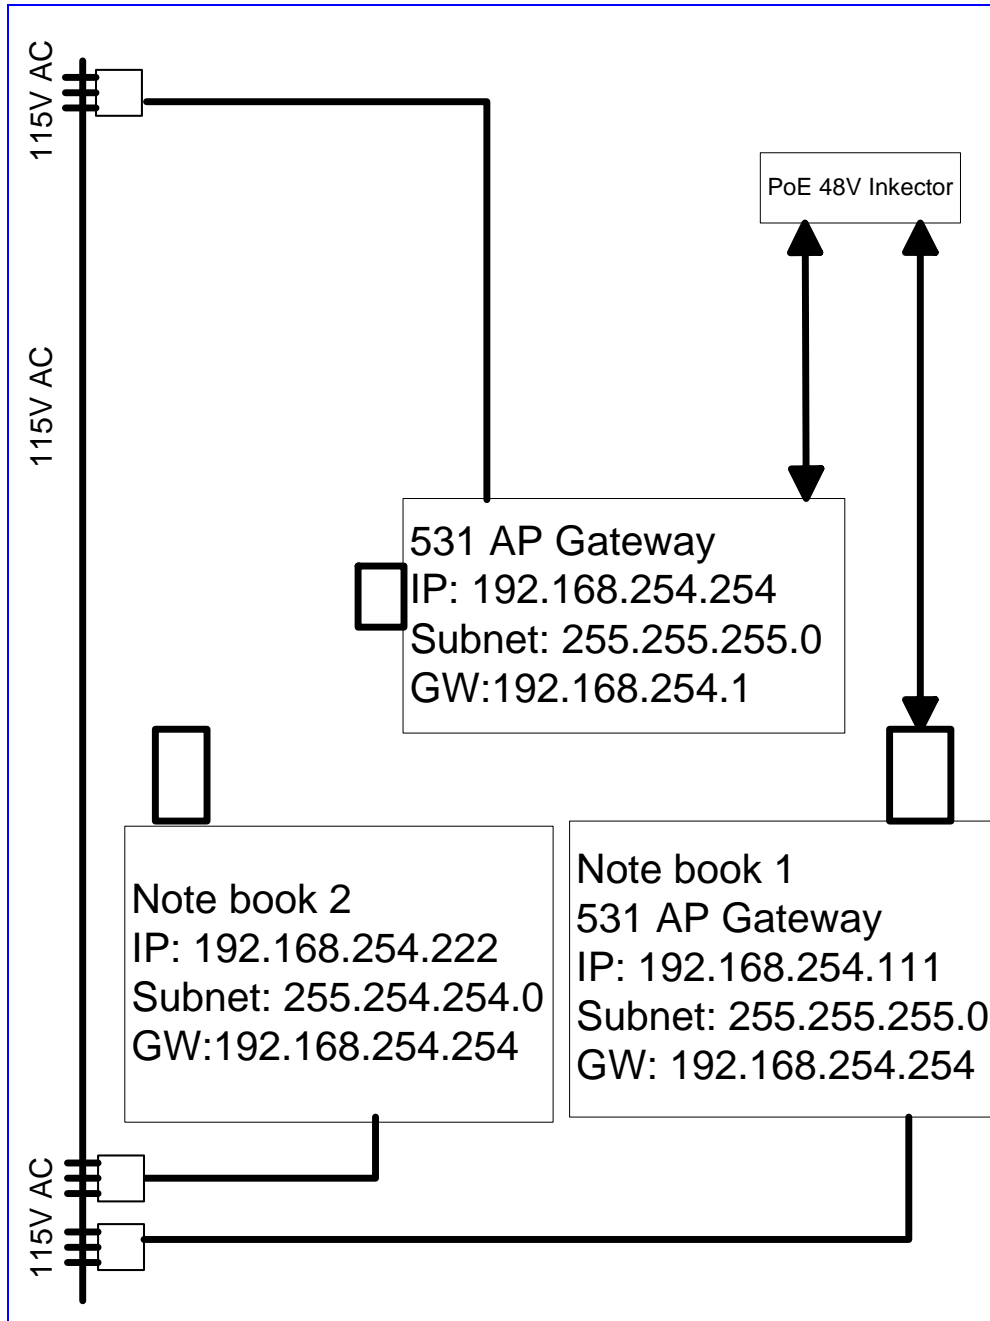 115V AC
PoE 48V Inkector
115V AC
531 AP Gateway
IP: 192.168.254.254
Subnet: 255.255.255.0
GW:192.168.254.1
Note book 2
IP: 192.168.254.222
Subnet: 255.254.254.0
GW:192.168.254.254
Note book 1
531 AP Gateway
IP: 192.168.254.111
Subnet: 255.255.255.0
GW: 192.168.254.254
115V AC